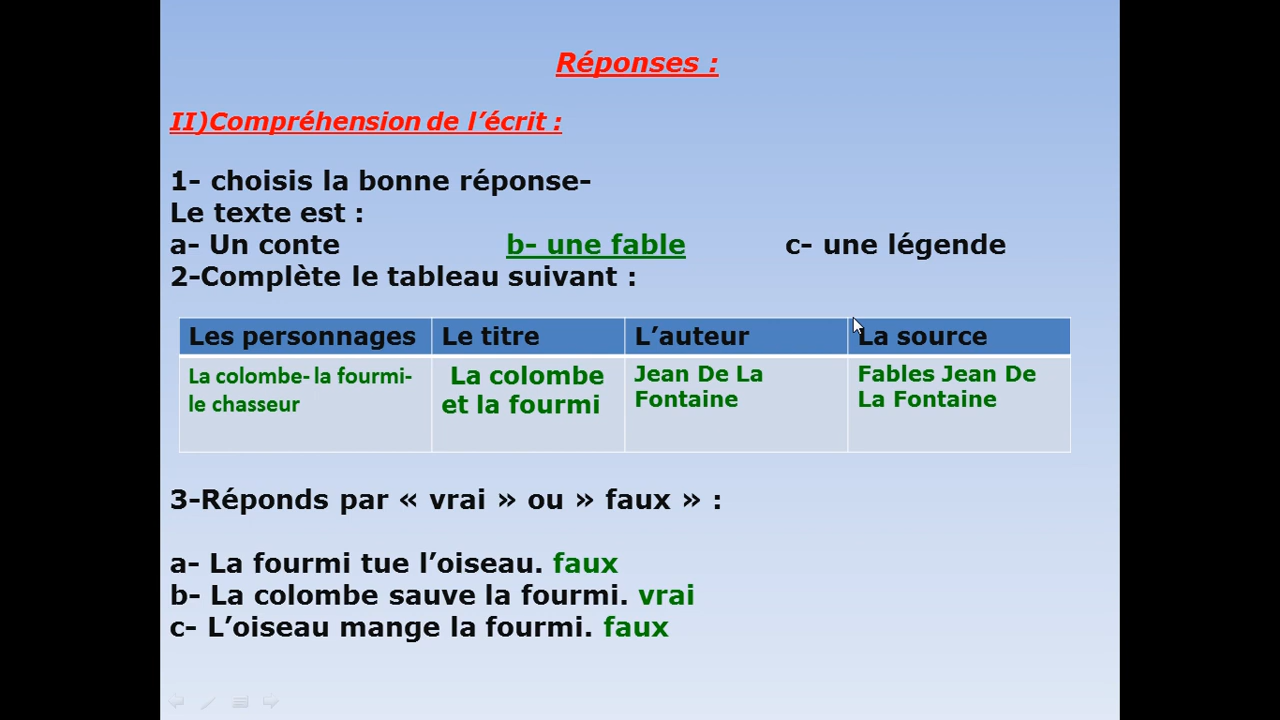 Réponses :
II)Compréhension de l’écrit :
1- choisis la bonne réponse-
Le texte est :
a- Un conte b- une fable c- une légende
2-Complète le tableau suivant :
Les personnages Le titre L’auteur La source
La colombe- la fourmi- La colombe Jean De La Fables Jean De
le chasseur et la fourmi Fontaine La Fontaine
3-Réponds par « vrai » ou » faux » :
a- La fourmi tue l’oiseau. faux
b- La colombe sauve la fourmi. vrai
c- L’oiseau mange la fourmi. faux